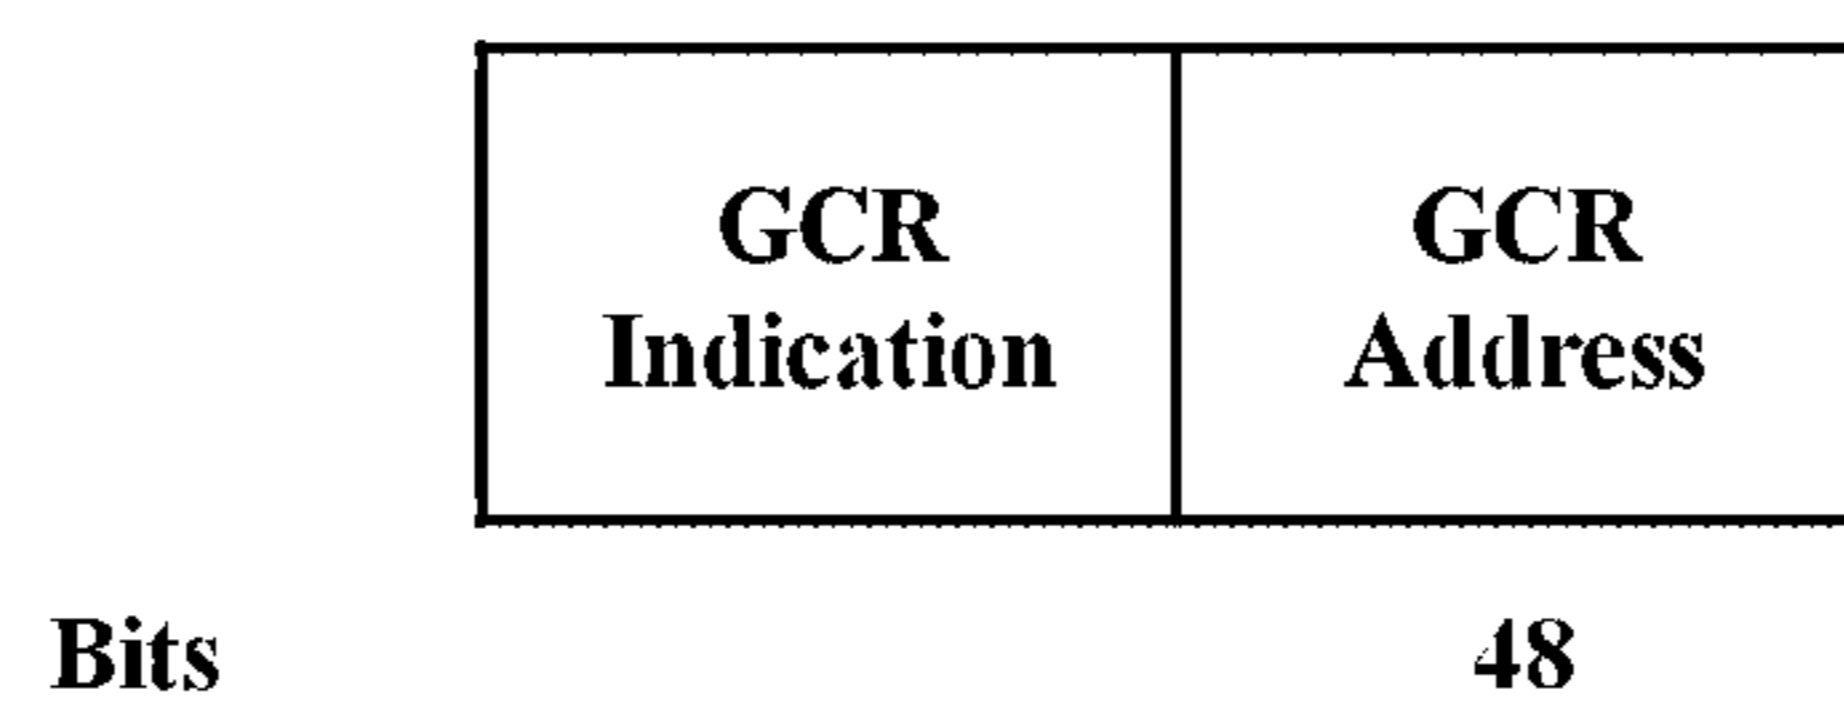 GCR
Indication
GCR
Address
Bits
48